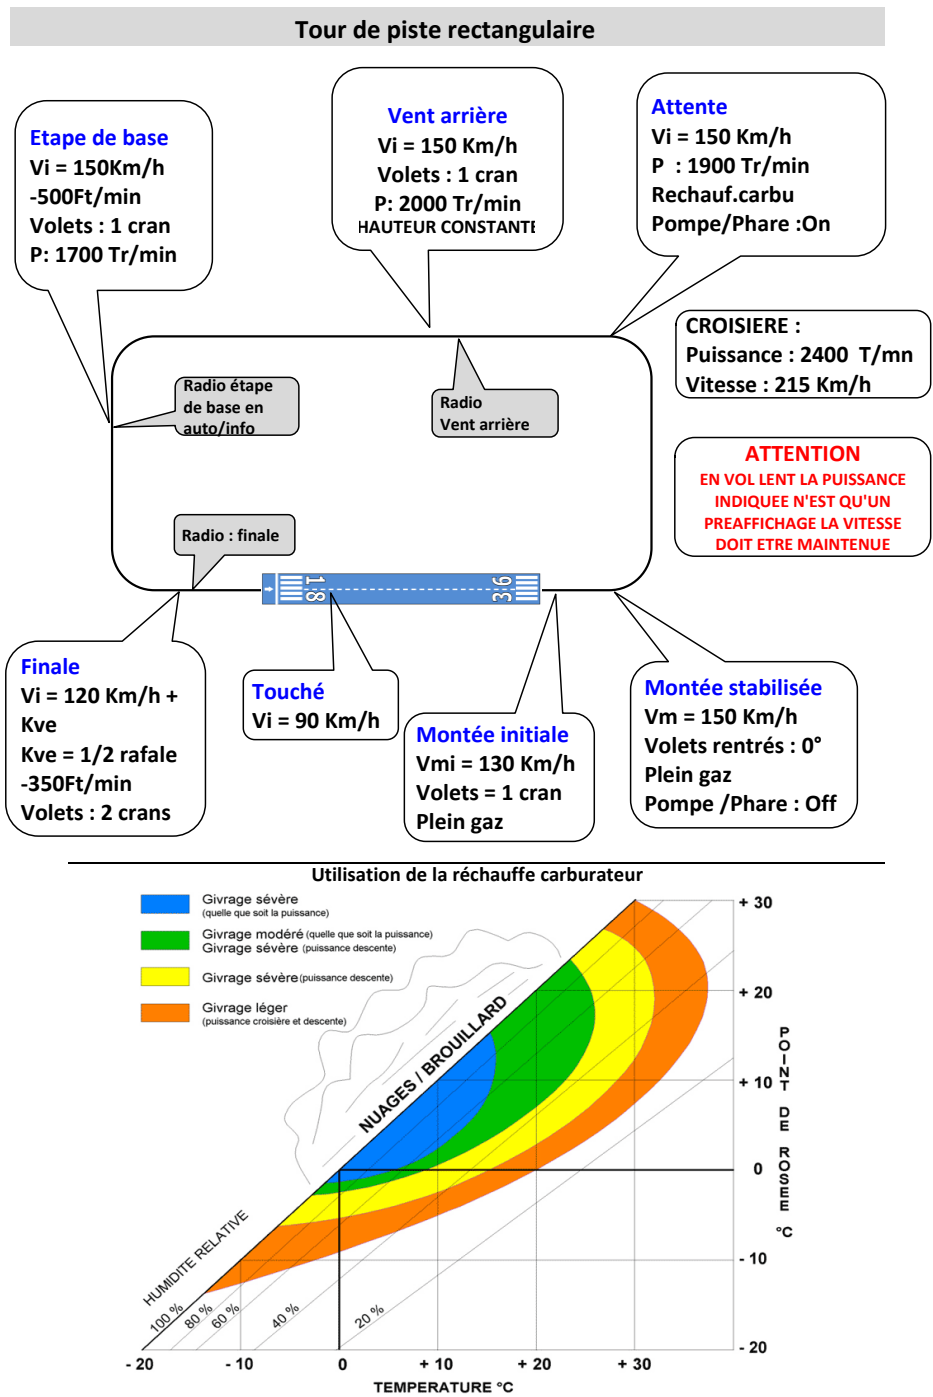 Tour de piste rectangulaire
Etape de base
Vi = 150Km/h
-500Ft/min
Volets : 1 cran
P: 1700 Tr/min
Vent arrière
Vi = 150 Km/h
Volets : 1 cran
P: 2000 Tr/min
HAUTEUR CONSTANTE
Attente
Vi = 150 Km/h
P  : 1900 Tr/min
Rechauf.carbu
Pompe/Phare :On
CROISIERE :
Puissance : 2400  T/mn
Vitesse : 215 Km/h
Radio étape
de base en
auto/info
Radio
Vent arrière
ATTENTION
EN VOL LENT LA PUISSANCE
INDIQUEE N'EST QU'UN
PREAFFICHAGE LA VITESSE
DOIT ETRE MAINTENUE
Radio : finale
18
36
Finale
Vi = 120 Km/h +
Kve
Kve = 1/2 rafale
-350Ft/min
Volets : 2 crans
Touché
Vi = 90 Km/h
Montée initiale
Vmi = 130 Km/h
Volets = 1 cran
Plein gaz
Montée stabilisée
Vm = 150 Km/h
Volets rentrés : 0°
Plein gaz
Pompe /Phare : Off
Utilisation de la réchauffe carburateur
Givrage sévère
(quelle que soit la puissance)
Givrage modéré (quelle que soit la puissance)
Givrage sévère (puissance descente)
Givrage sévère (puissance descente)
Givrage léger
(puissance croisière et descente)
NUAGES / BROUILLARD
HUMIDITE RELATIVE
100 %
80 %
60 %
40 %
20 %
+ 30
+ 20
+ 10
0
- 10
- 20
POINT DE ROSEE °C
- 20
- 10
0
+ 10
+ 20
+ 30
TEMPERATURE °C